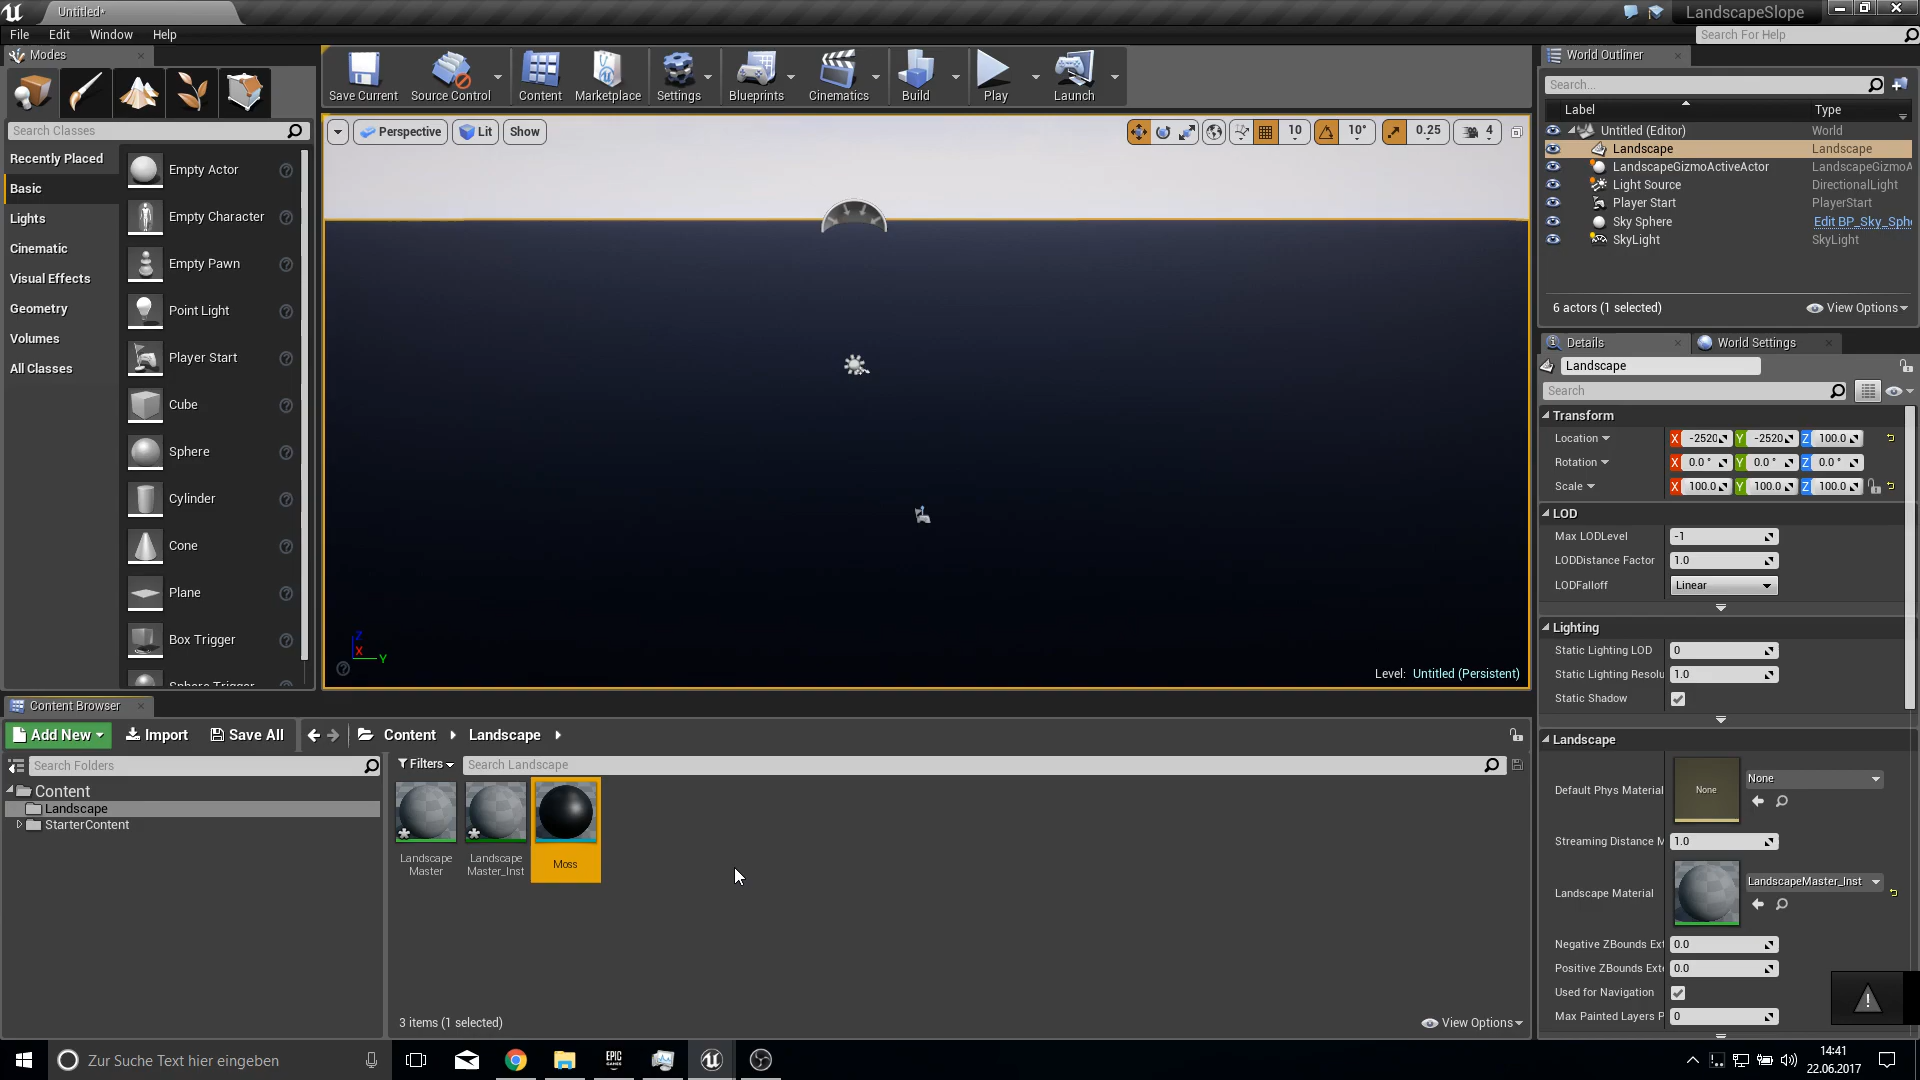 Untitled*
LandscapeSlope
File
Edit
Window
Help
Search For Help
Modes
Search Classes
Recently Placed
Basic
Lights
Cinematic
Visual Effects
Geometry
Volumes
All Classes
Empty Actor
Empty Character
Empty Pawn
Point Light
Player Start
Cube
Sphere
Cylinder
Cone
Plane
Box Trigger
Sphere Trigger
Save Current
Source Control
Content
Marketplace
Settings
Blueprints
Cinematics
Build
Play
Launch
Perspective
Lit
Show
10
10°
0.25
4
Z
X
Y
Level: Untitled (Persistent)
World Outliner
Search...
Label
Type
Untitled (Editor)
World
Landscape
Landscape
LandscapeGizmoActiveActor
LandscapeGizmoA
Light Source
DirectionalLight
Player Start
PlayerStart
Sky Sphere
Edit BP_Sky_Sph
SkyLight
SkyLight
6 actors (1 selected)
View Options
Details
World Settings
Landscape
Search
Transform
Location
X -2520 Y -2520 Z 100.0
Rotation
X 0.0 ° Y 0.0 ° Z 0.0 °
Scale
X 100.0 Y 100.0 Z 100.0
LOD
Max LODLevel
-1
LODDistance Factor
1.0
LODFalloff
Linear
Lighting
Static Lighting LOD
0
Static Lighting Resolu
1.0
Static Shadow
Landscape
Default Phys Material
None
None
Streaming Distance M
1.0
Landscape Material
LandscapeMaster_Inst
Negative ZBounds Ext
0.0
Positive ZBounds Exte
0.0
Used for Navigation
Max Painted Layers P
0
Content Browser
Add New
Import
Save All
Content
Landscape
Search Folders
Filters
Search Landscape
Content
Landscape
StarterContent
Landscape
Master
Landscape
Master_Inst
Moss
3 items (1 selected)
View Options
Zur Suche Text hier eingeben
EPIC
GAMES
14:41
22.06.2017